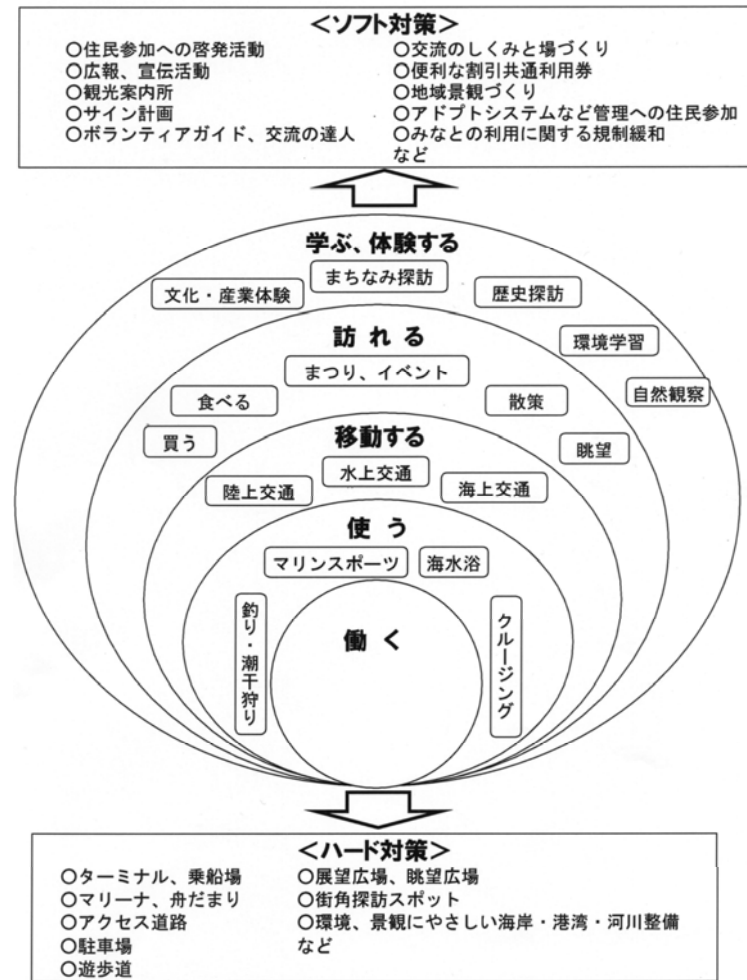 ＜ソフト対策＞
○住民参加への啓発活動
○広報、宣伝活動
○観光案内所
○サイン計画
○ボランティアガイド、交流の達人
○交流のしくみと場づくり
○便利な割引共通利用券
○地域景観づくり
○アドプトシステムなど管理への住民参加
○みなとの利用に関する規制緩和
など
学ぶ、体験する
まちなみ探訪
文化・産業体験
歴史探訪
環境学習
自然観察
訪れる
まつり、イベント
食べる
散策
買う
眺望
移動する
水上交通
陸上交通
海上交通
使う
マリンスポーツ
海水浴
釣り・潮干狩り
クルージング
働く
＜ハード対策＞
○ターミナル、乗船場
○マリーナ、舟だまり
○アクセス道路
○駐車場
○遊歩道
○展望広場、眺望広場
○街角探訪スポット
○環境、景観にやさしい海岸・港湾・河川整備
など